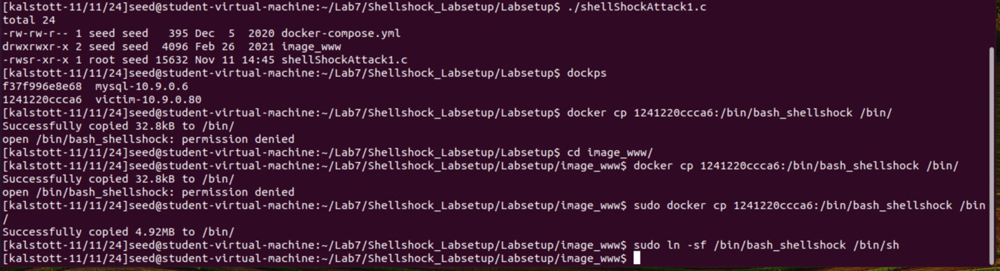 [kalstott-11/11/24]seed@student-virtual-machine:~/Lab7/Shellshock_Labsetup/Labsetup$ ./shellShockAttack1.c
total 24
-rw-rw-r-- 1 seed seed   395 Dec  5  2020 docker-compose.yml
drwxrwxr-x 2 seed seed  4096 Feb 26  2021 image_www
-rwsr-xr-x 1 root seed 15632 Nov 11 14:45 shellShockAttack1.c
[kalstott-11/11/24]seed@student-virtual-machine:~/Lab7/Shellshock_Labsetup/Labsetup$ dockps
f37f996e8e68  mysql-10.9.0.6
1241220ccca6  victim-10.9.0.80
[kalstott-11/11/24]seed@student-virtual-machine:~/Lab7/Shellshock_Labsetup/Labsetup$ docker cp 1241220ccca6:/bin/bash_shellshock /bin/
Successfully copied 32.8kB to /bin/
open /bin/bash_shellshock: permission denied
[kalstott-11/11/24]seed@student-virtual-machine:~/Lab7/Shellshock_Labsetup/Labsetup$ cd image_www/
[kalstott-11/11/24]seed@student-virtual-machine:~/Lab7/Shellshock_Labsetup/Labsetup/image_www$ docker cp 1241220ccca6:/bin/bash_shellshock /bin/
Successfully copied 32.8kB to /bin/
open /bin/bash_shellshock: permission denied
[kalstott-11/11/24]seed@student-virtual-machine:~/Lab7/Shellshock_Labsetup/Labsetup/image_www$ sudo docker cp 1241220ccca6:/bin/bash_shellshock /bin
/
Successfully copied 4.92MB to /bin/
[kalstott-11/11/24]seed@student-virtual-machine:~/Lab7/Shellshock_Labsetup/Labsetup/image_www$ sudo ln -sf /bin/bash_shellshock /bin/sh
[kalstott-11/11/24]seed@student-virtual-machine:~/Lab7/Shellshock_Labsetup/Labsetup/image_www$